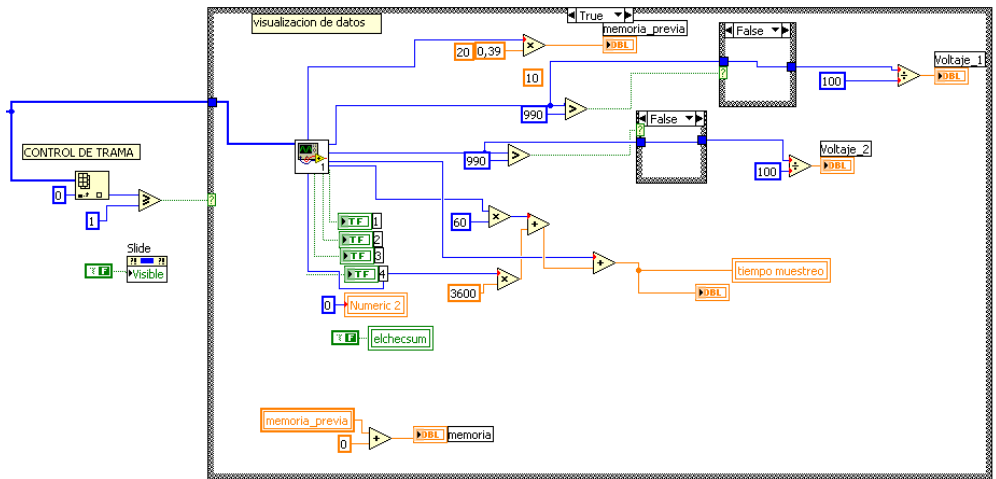 visualizacion de datos
True
memoria_previa
DBL
20
0,39
10
False
Voltaje_1
DBL
100
990
False
Voltaje_2
DBL
100
990
CONTROL DE TRAMA
0
1
1
60
TF
1
TF
2
TF
3
TF
4
3600
tiempo muestreo
DBL
Slide
Visible
F
0
Numeric 2
F
elchecsum
memoria_previa
0
DBL
memoria